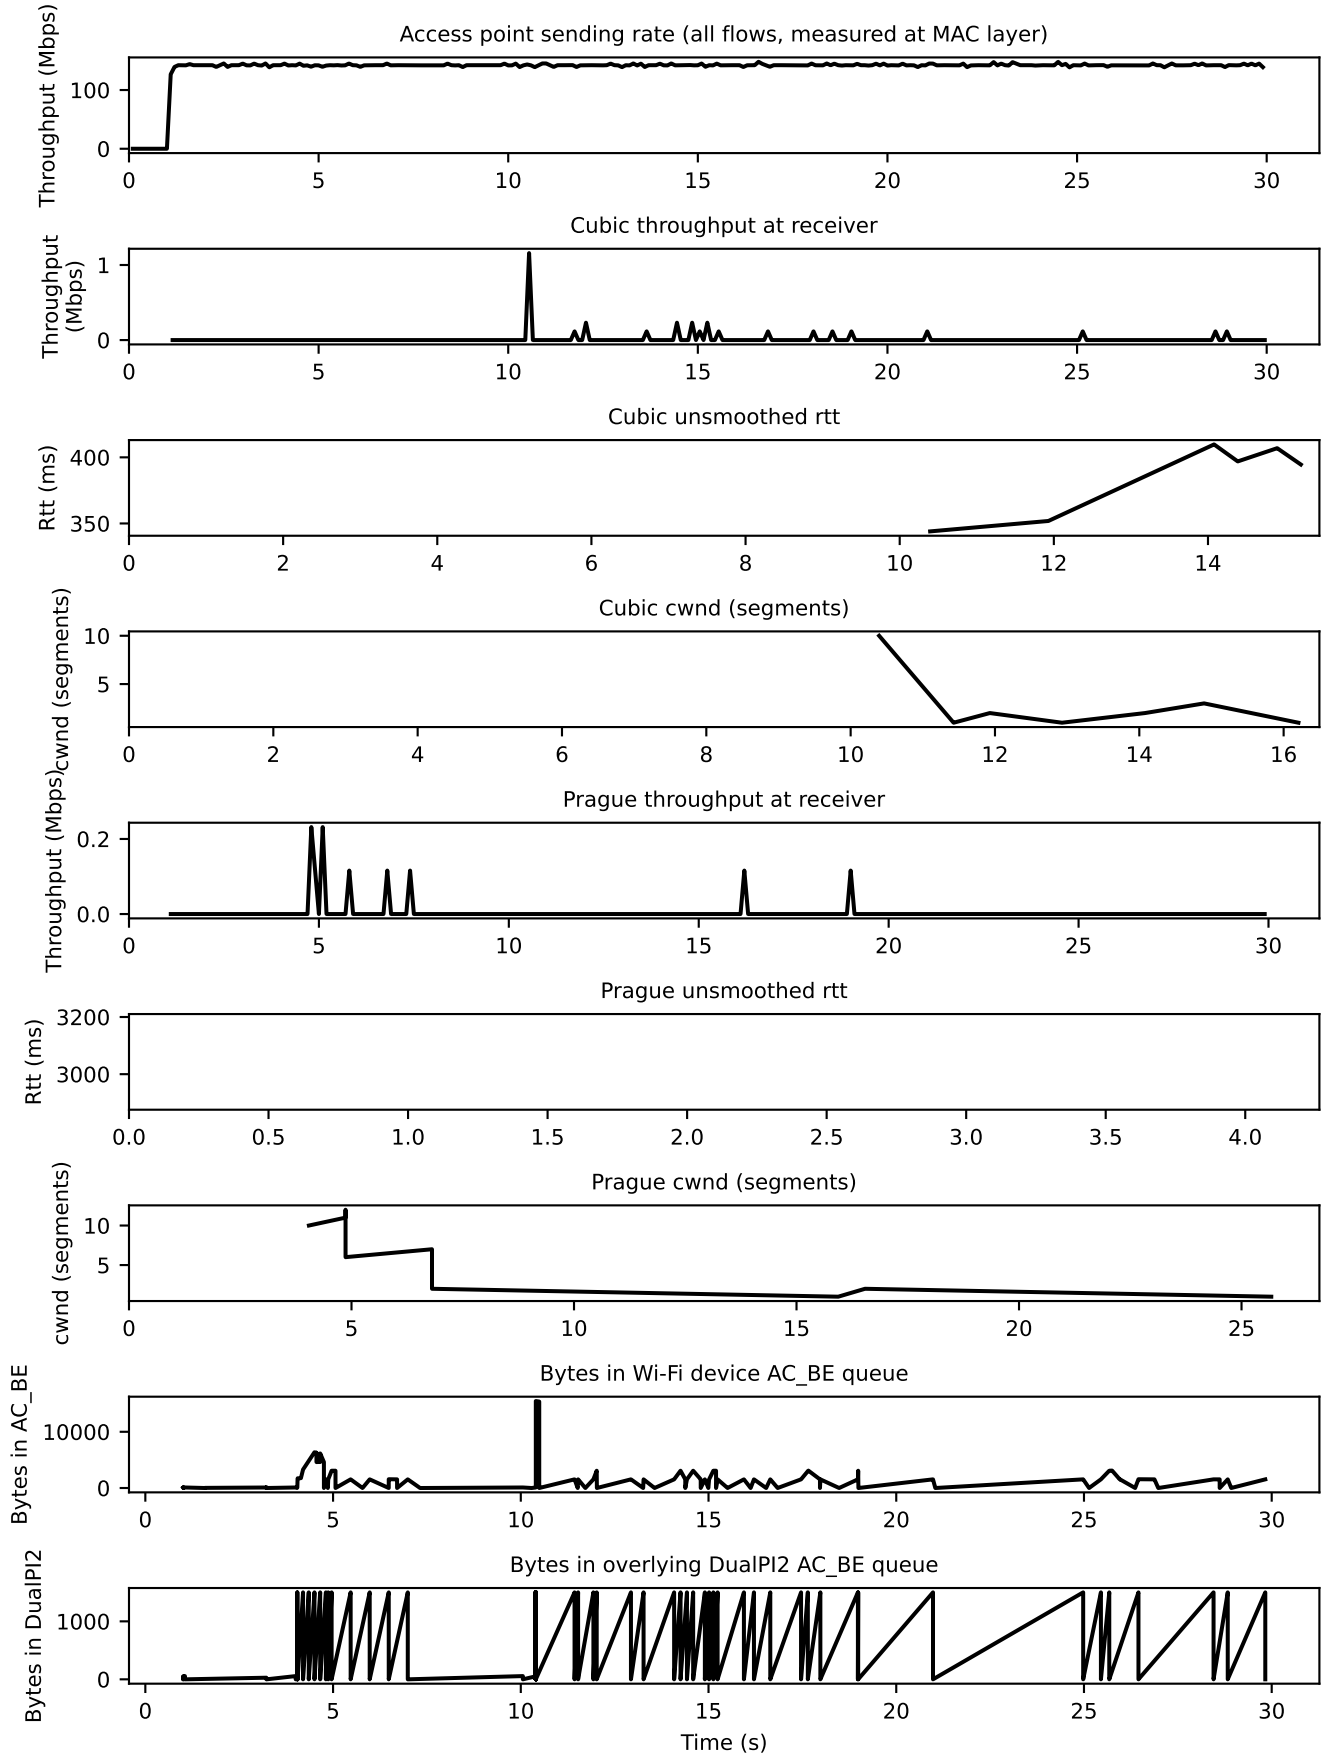 Access point sending rate (all flows, measured at MAC layer)
Throughput (Mbps)
100
0
0 5 10 15 20 25 30
Cubic throughput at receiver
Throughput
(Mbps)
1
0
0 5 10 15 20 25 30
Cubic unsmoothed rtt
Rtt (ms)
400
350
0 2 4 6 8 10 12 14
Cubic cwnd (segments)
cwnd (segments)
10
5
0 2 4 6 8 10 12 14 16
Prague throughput at receiver
Throughput (Mbps)
0.2
0.0
0 5 10 15 20 25 30
Prague unsmoothed rtt
Rtt (ms)
3200
3000
0.0 0.5 1.0 1.5 2.0 2.5 3.0 3.5 4.0
Prague cwnd (segments)
cwnd (segments)
10
5
0 5 10 15 20 25
Bytes in Wi-Fi device AC_BE queue
Bytes in AC_BE
10000
0
0 5 10 15 20 25 30
Bytes in overlying DualPI2 AC_BE queue
Bytes in DualPI2
1000
0
0 5 10 15 20 25 30
Time (s)